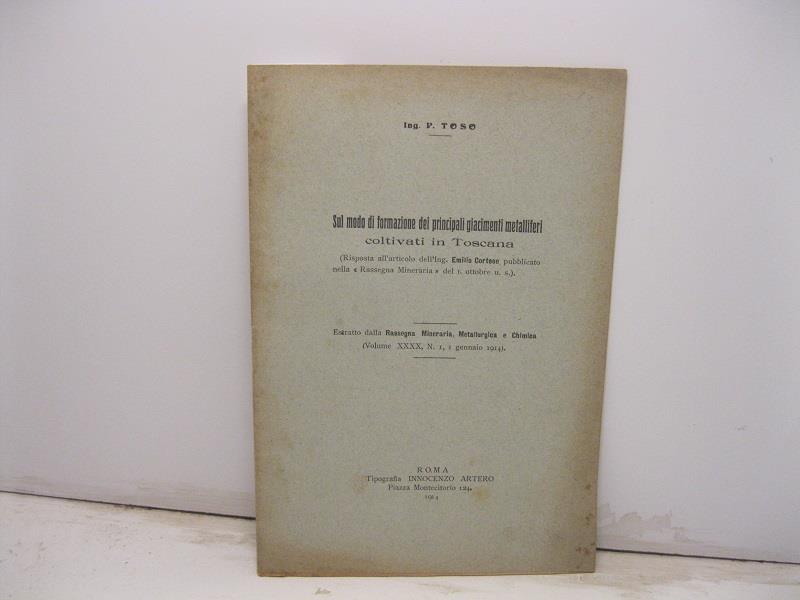 Ing. P. TOSO
Sul modo di formazione dei principali giacimenti metalliferi
coltivati in Toscana
(Risposta all'articolo dell'Ing. Emilio Cortese pubblicato
nella « Rassegna Mineraria » del 1. ottobre u. s.).
Estratto dalla Rassegna Mineraria, Metallurgica e Chimica
(Volume XXXX, N. 1, 1 gennaio 1914).
ROMA
Tipografia INNOCENZO ARTERO
Piazza Montecitorio 124.
1914